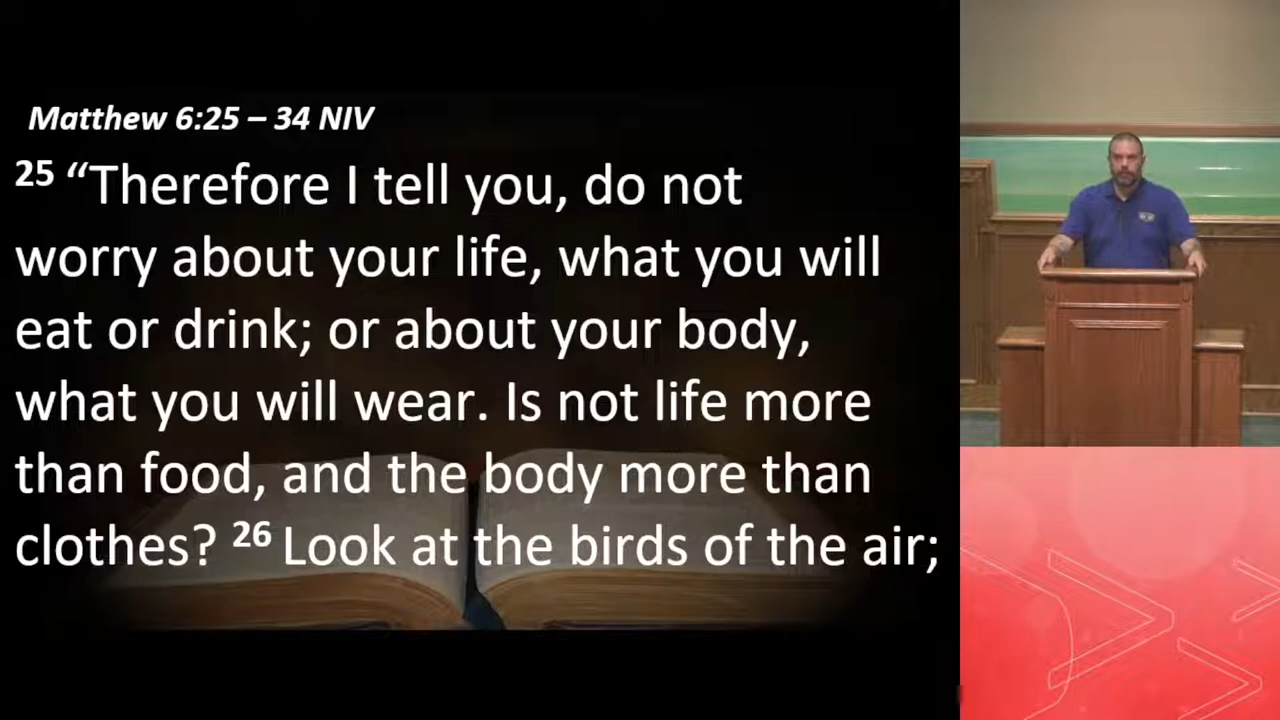 Matthew 6:25 – 34 NIV
25 “Therefore I tell you, do not
worry about your life, what you will
eat or drink; or about your body,
what you will wear. Is not life more
than food, and the body more than
clothes? 26 Look at the birds of the air;